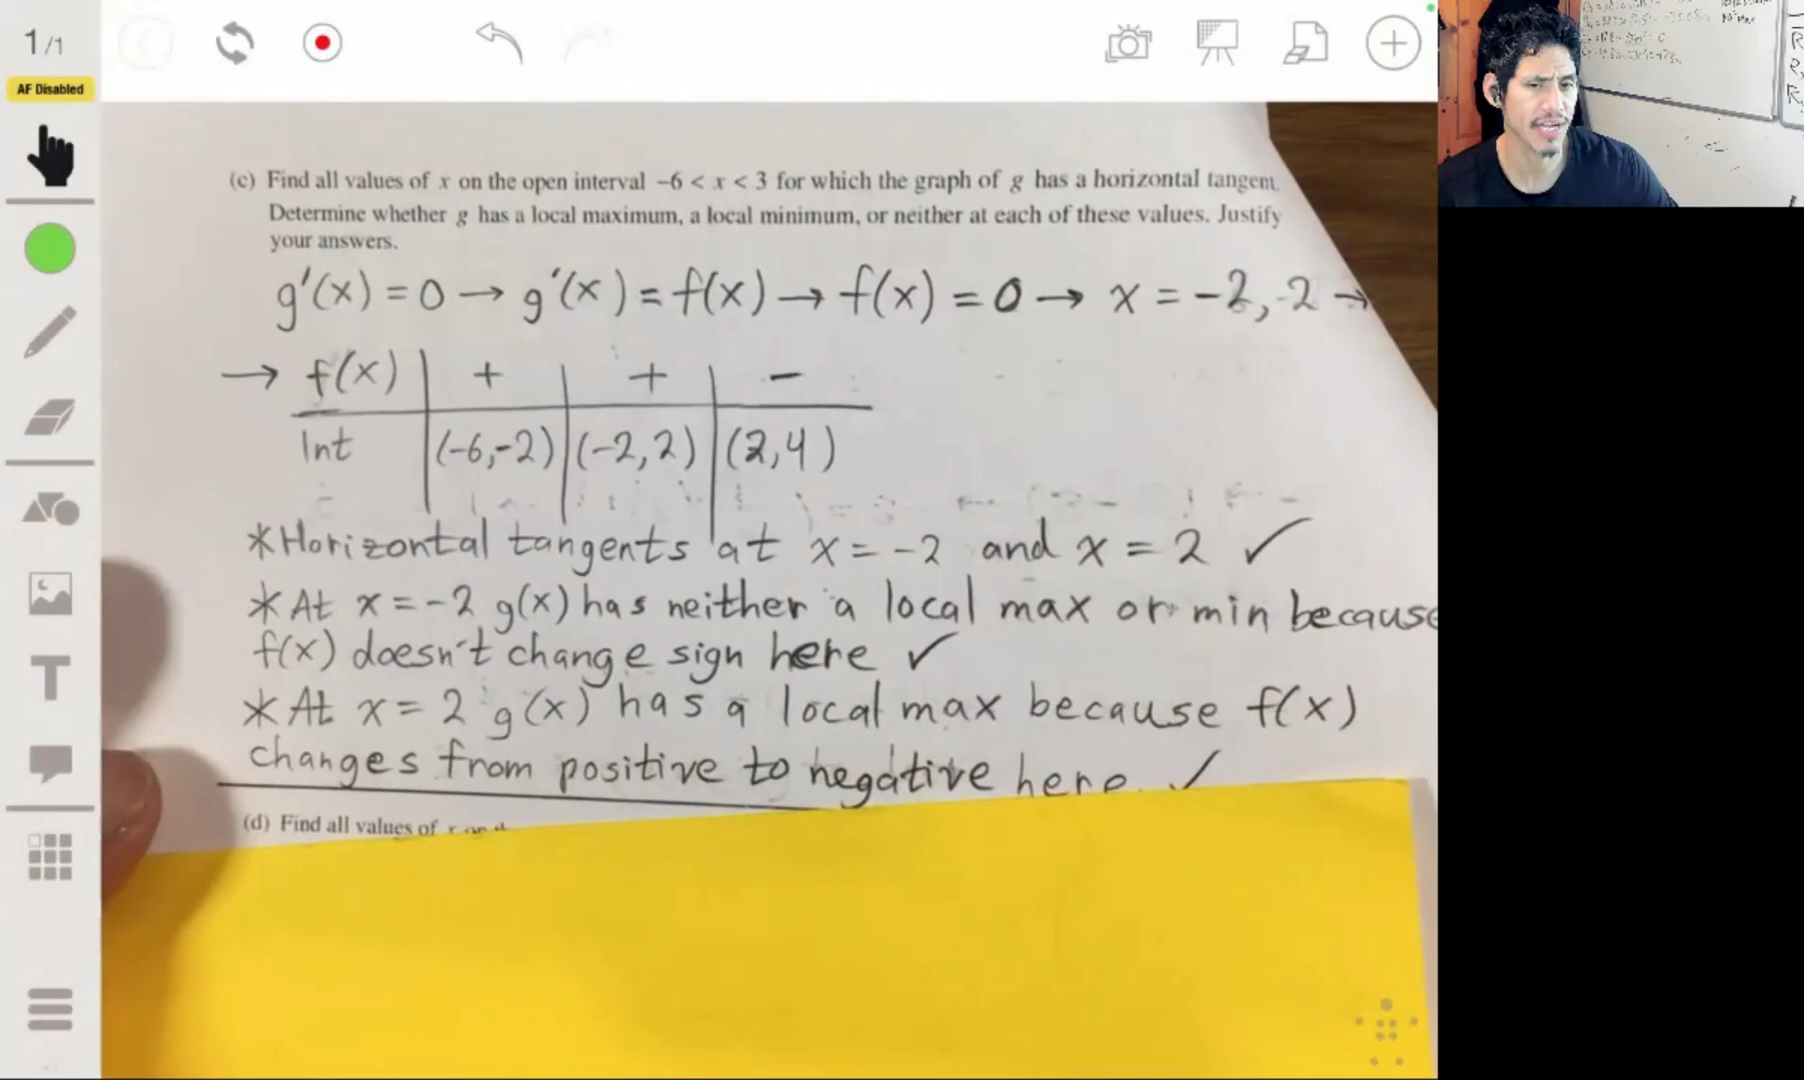 1/1
AF Disabled
(c) Find all values of x on the open interval −6 < x < 3 for which the graph of g has a horizontal tangent.
Determine whether g has a local maximum, a local minimum, or neither at each of these values. Justify
your answers.
g'(x) = 0 → g'(x) = f(x) → f(x) = 0 → x = -2, 2 →
→ f(x) | + | + | −
Int | (-6,-2) | (-2,2) | (2,4)
*Horizontal tangents at x = -2 and x = 2 ✓
*At x = -2 g(x) has neither a local max or min because
f(x) doesn't change sign here ✓
*At x = 2 g(x) has a local max because f(x)
changes from positive to negative here. ✓
(d) Find all values of x
T